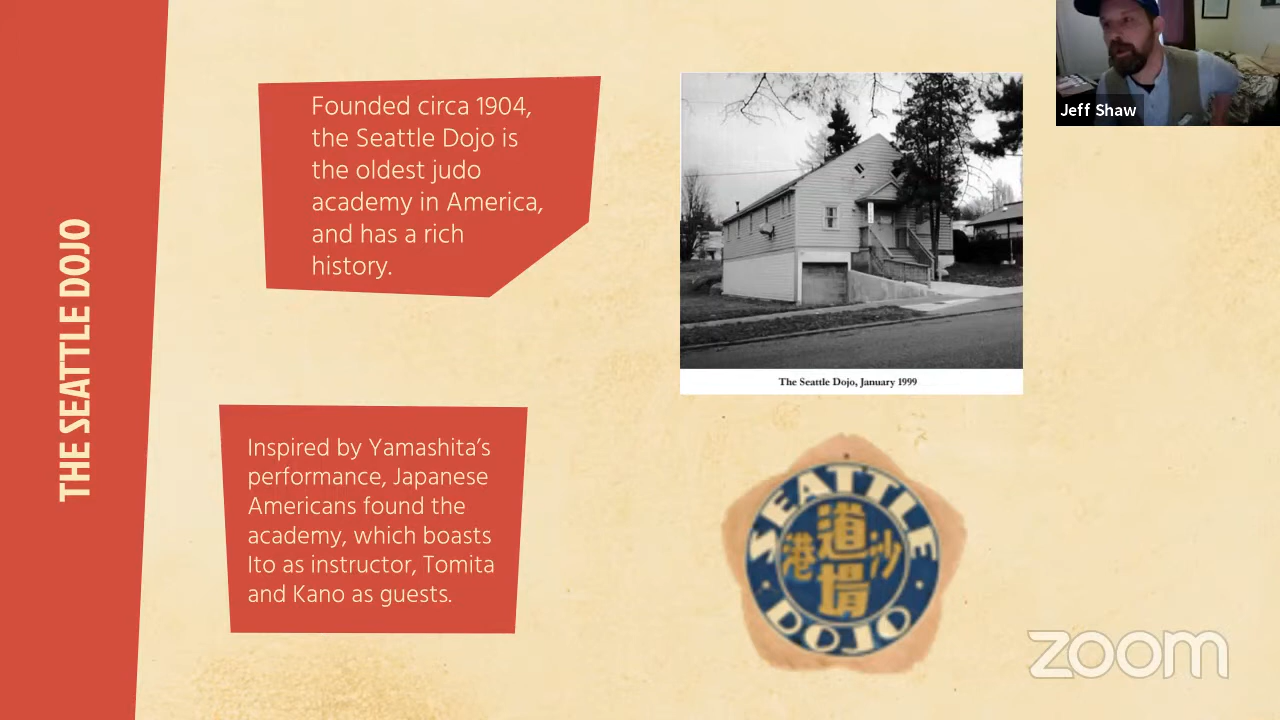 THE SEATTLE DOJO
Founded circa 1904,
the Seattle Dojo is
the oldest judo
academy in America,
and has a rich
history.
Inspired by Yamashita's
performance, Japanese
Americans found the
academy, which boasts
Ito as instructor, Tomita
and Kano as guests.
The Seattle Dojo, January 1999
SEATTLE
港 道場 沙
DOJO
Jeff Shaw
zoom